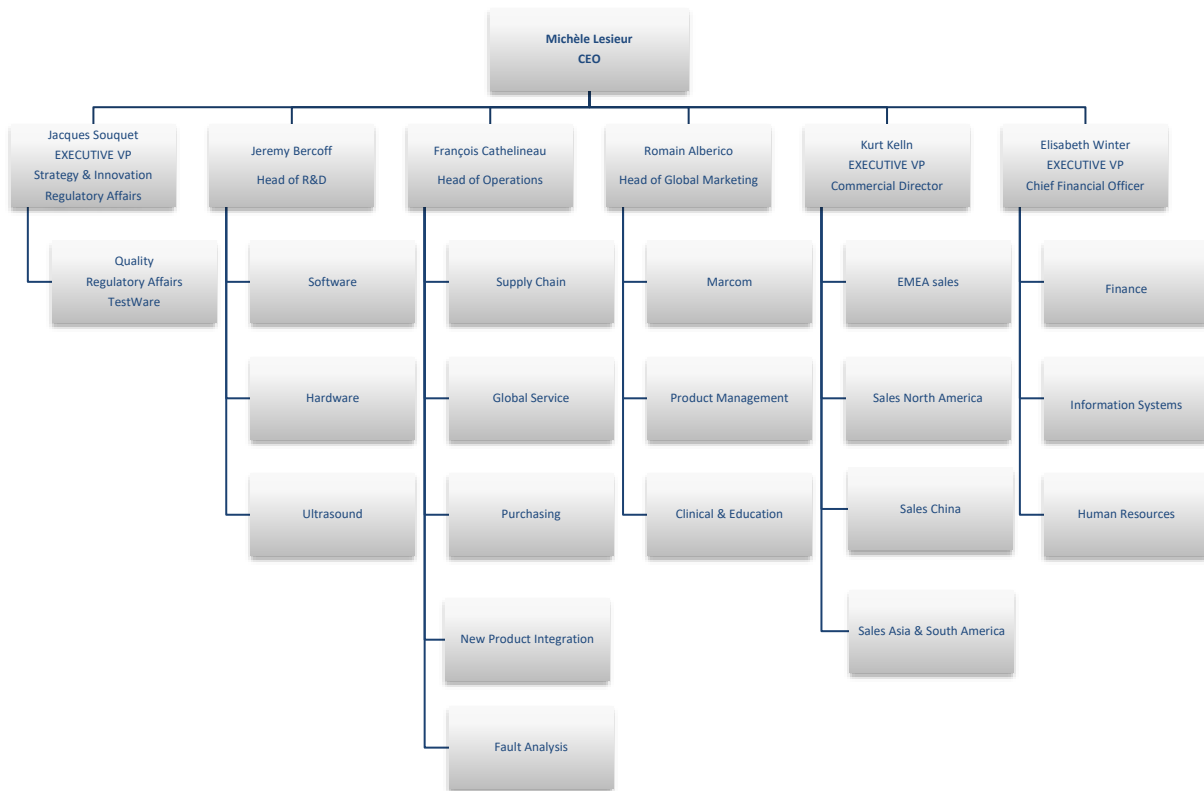 Michèle Lesieur
CEO
Jacques Souquet
EXECUTIVE VP
Strategy & Innovation
Regulatory Affairs
Jeremy Bercoff
Head of R&D
François Cathelineau
Head of Operations
Romain Alberico
Head of Global Marketing
Kurt Kelln
EXECUTIVE VP
Commercial Director
Elisabeth Winter
EXECUTIVE VP
Chief Financial Officer
Quality
Regulatory Affairs
TestWare
Software
Supply Chain
Marcom
EMEA sales
Finance
Hardware
Global Service
Product Management
Sales North America
Information Systems
Ultrasound
Purchasing
Clinical & Education
Sales China
Human Resources
New Product Integration
Sales Asia & South America
Fault Analysis